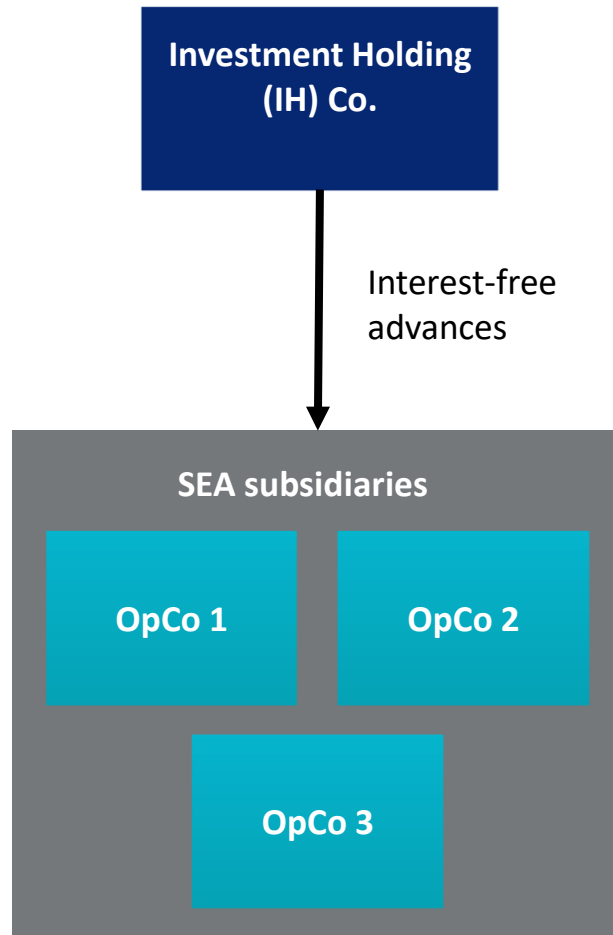 Investment Holding
(IH) Co.
Interest-free
advances
SEA subsidiaries
OpCo 1
OpCo 2
OpCo 3